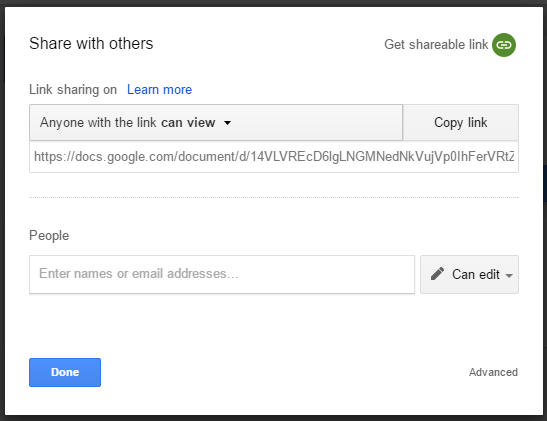 Share with others
Get shareable link
Link sharing on Learn more
Anyone with the link can view
Copy link
https://docs.google.com/document/d/14VLVREcD6lgLNGMNedNkVujVp0IhFerVRtZ
People
Enter names or email addresses...
Can edit
Done
Advanced